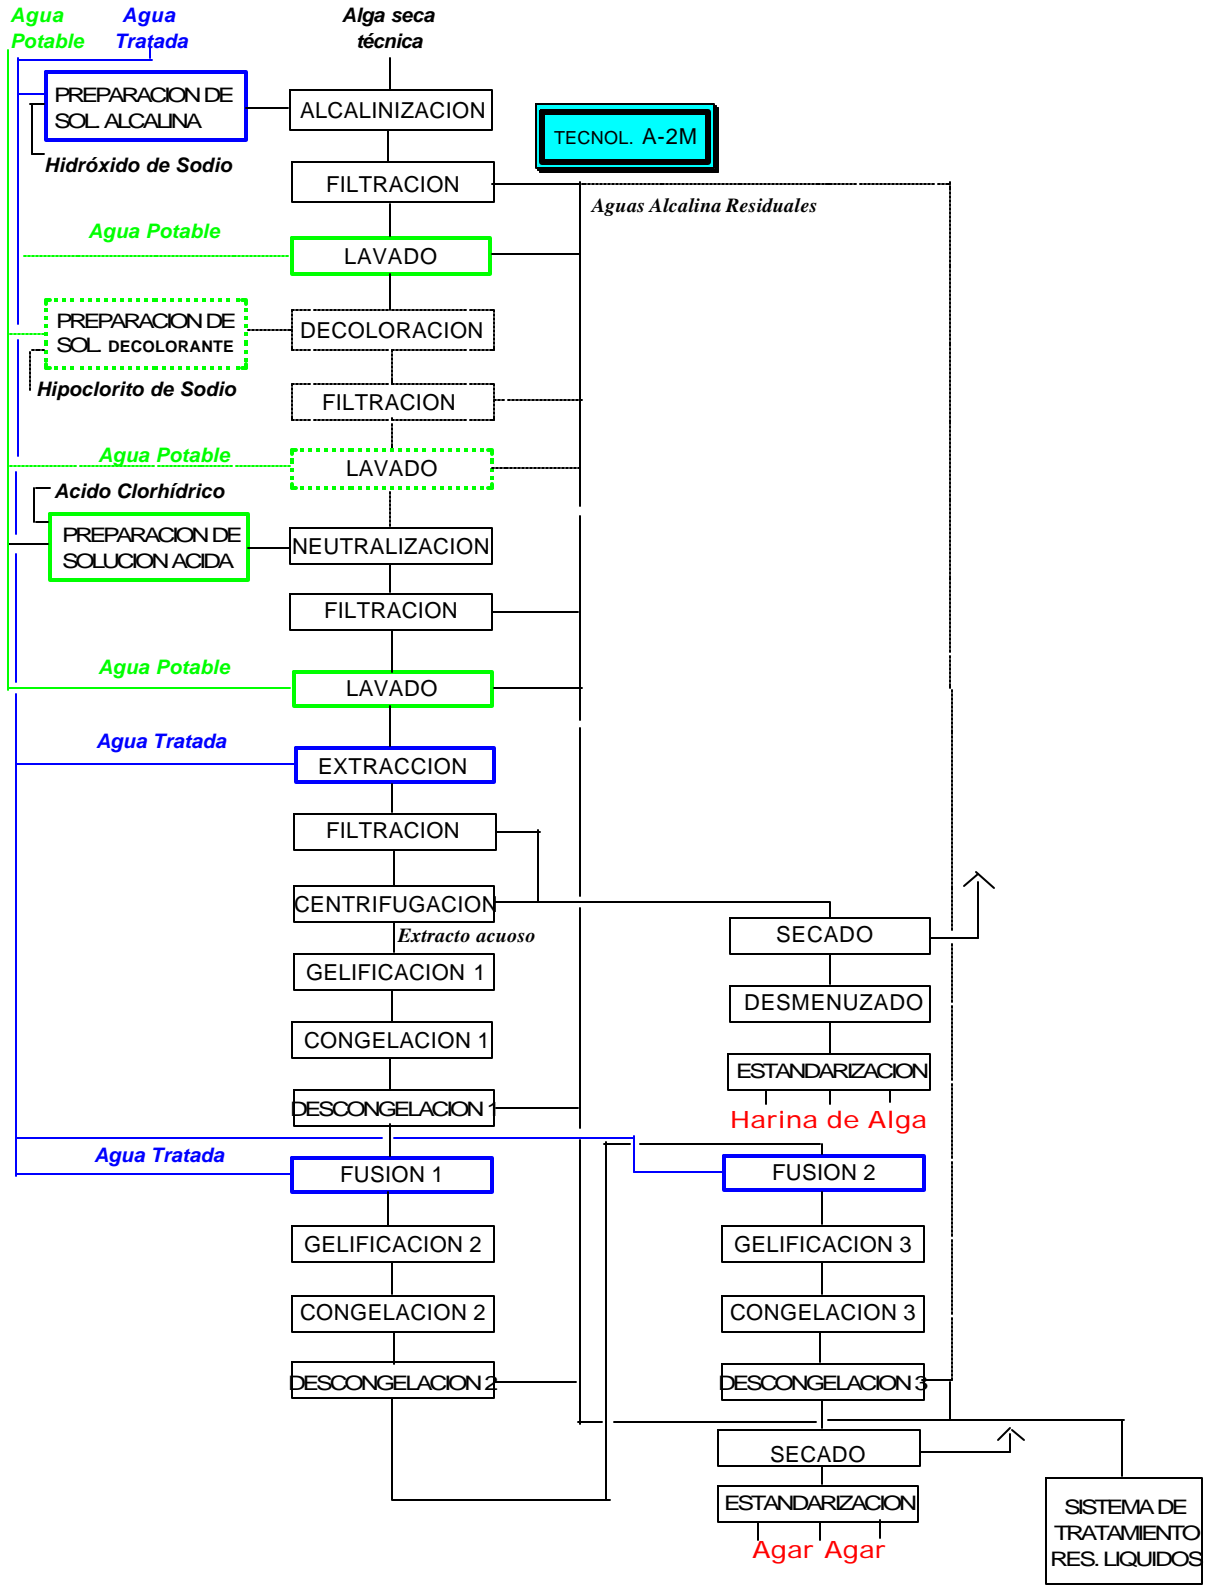 Agua
Potable
Agua
Tratada
Alga seca
técnica
PREPARACION DE
SOL. ALCALINA
ALCALINIZACION
TECNOL. A-2M
Hidróxido de Sodio
FILTRACION
Aguas Alcalina Residuales
Agua Potable
LAVADO
PREPARACION DE
SOL. DECOLORANTE
DECOLORACION
Hipoclorito de Sodio
FILTRACION
Agua Potable
LAVADO
Acido Clorhídrico
PREPARACION DE
SOLUCION ACIDA
NEUTRALIZACION
FILTRACION
Agua Potable
LAVADO
Agua Tratada
EXTRACCION
FILTRACION
CENTRIFUGACION
Extracto acuoso
SECADO
GELIFICACION 1
DESMENUZADO
CONGELACION 1
ESTANDARIZACION
DESCONGELACION 1
Harina de Alga
Agua Tratada
FUSION 1
FUSION 2
GELIFICACION 2
GELIFICACION 3
CONGELACION 2
CONGELACION 3
DESCONGELACION 2
DESCONGELACION 3
SECADO
ESTANDARIZACION
Agar Agar
SISTEMA DE
TRATAMIENTO
RES. LIQUIDOS